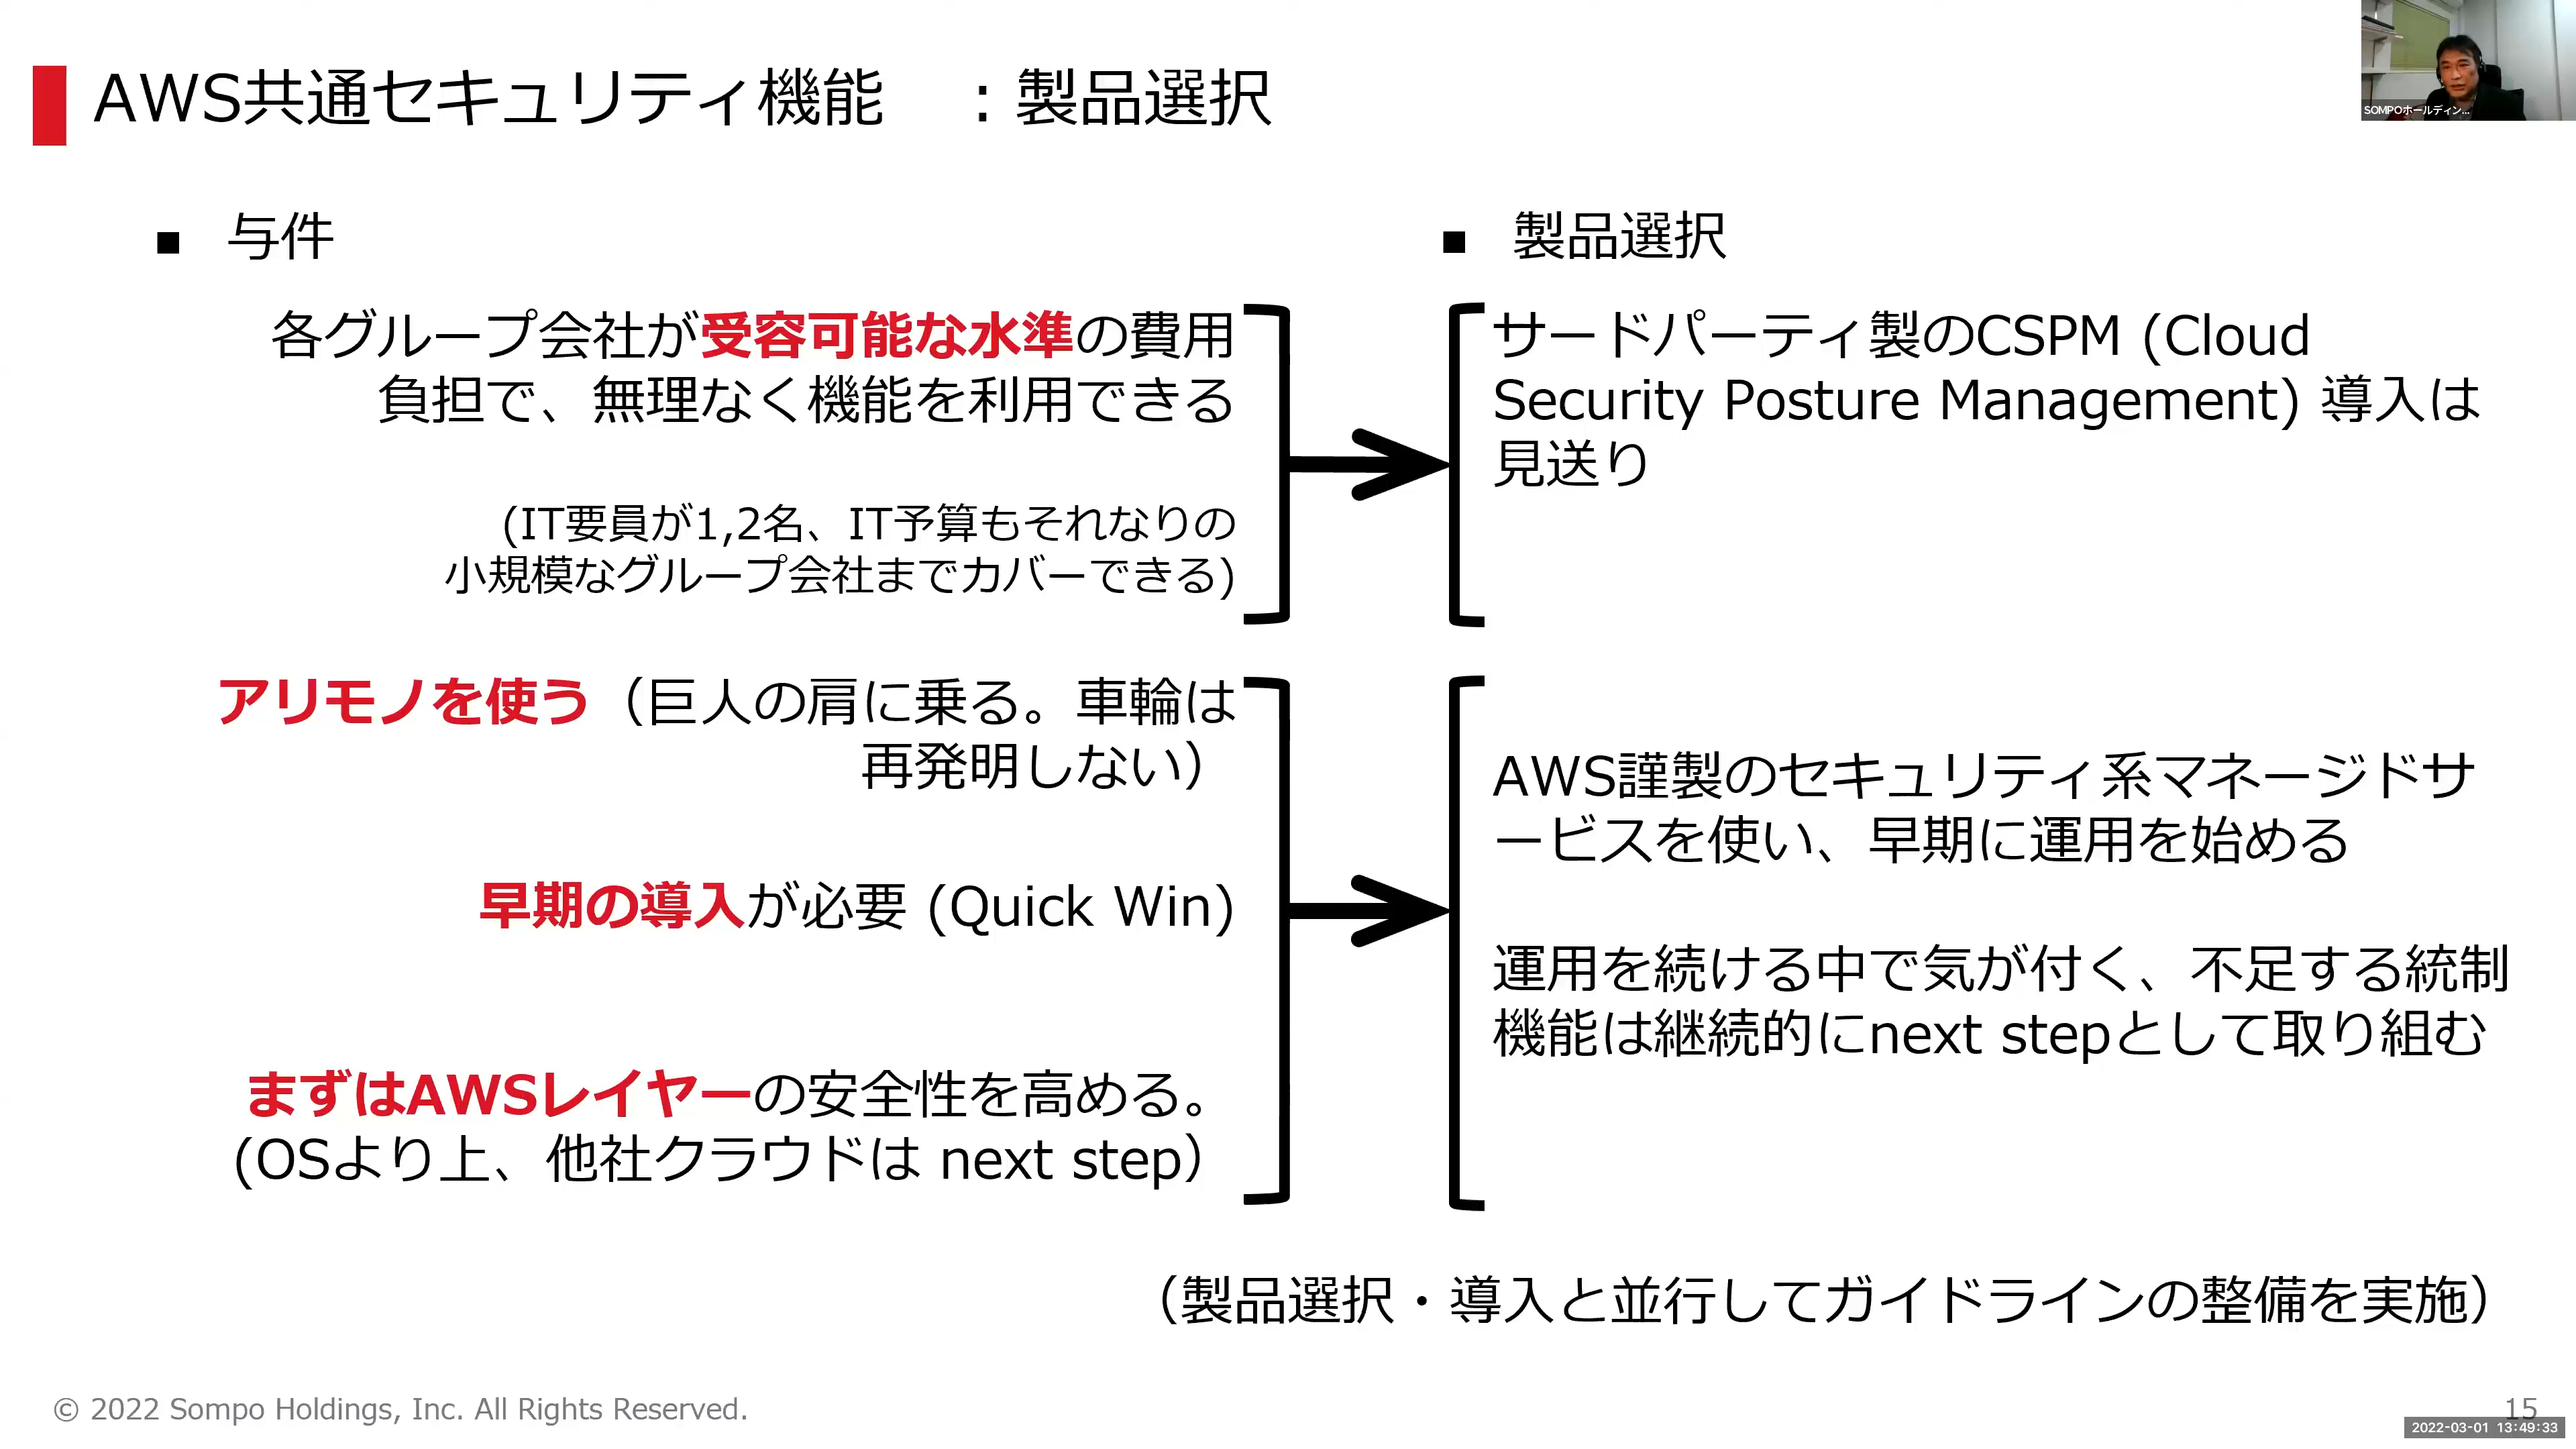 AWS共通セキュリティ機能　：製品選択
SOMPOホールディン...
■ 与件
各グループ会社が受容可能な水準の費用
負担で、無理なく機能を利用できる
(IT要員が1,2名、IT予算もそれなりの
小規模なグループ会社までカバーできる)
アリモノを使う（巨人の肩に乗る。車輪は
再発明しない）
早期の導入が必要 (Quick Win)
まずはAWSレイヤーの安全性を高める。
(OSより上、他社クラウドは next step）
■ 製品選択
サードパーティ製のCSPM (Cloud
Security Posture Management) 導入は
見送り
AWS謹製のセキュリティ系マネージドサ
ービスを使い、早期に運用を始める
運用を続ける中で気が付く、不足する統制
機能は継続的にnext stepとして取り組む
（製品選択・導入と並行してガイドラインの整備を実施）
© 2022 Sompo Holdings, Inc. All Rights Reserved.
15
2022-03-01 13:49:33